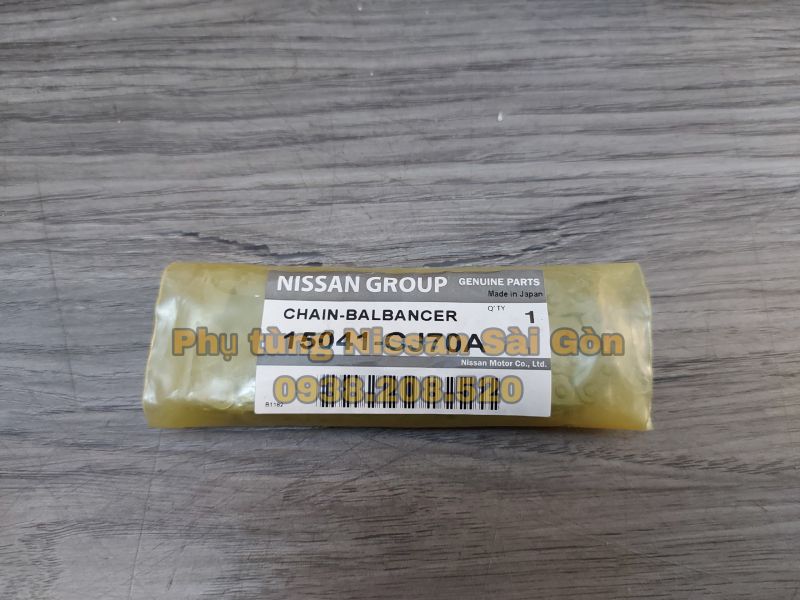 NISSAN GROUP GENUINE PARTS
Made in Japan
CHAIN-BALBANCER Q'TY 1
Phụ tùng Nissan Sài Gòn
15041-CJ70A
Nissan Motor Co., Ltd.
0938.208.520